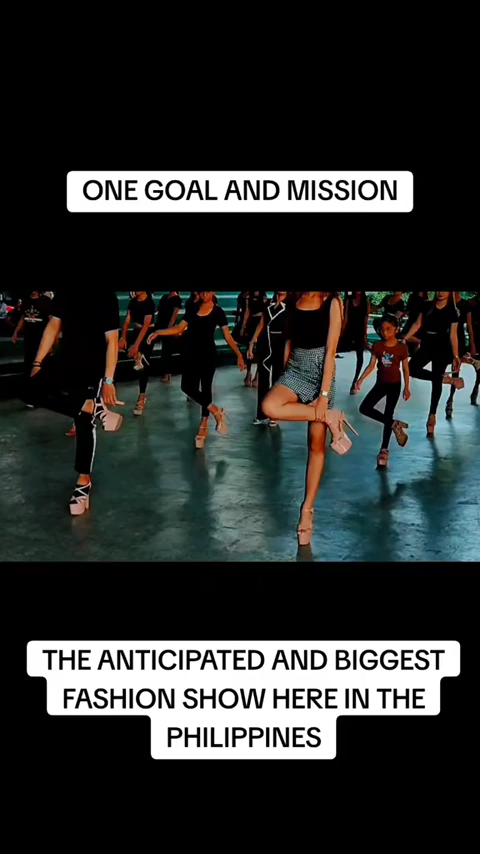 ONE GOAL AND MISSION
THE ANTICIPATED AND BIGGEST
FASHION SHOW HERE IN THE
PHILIPPINES